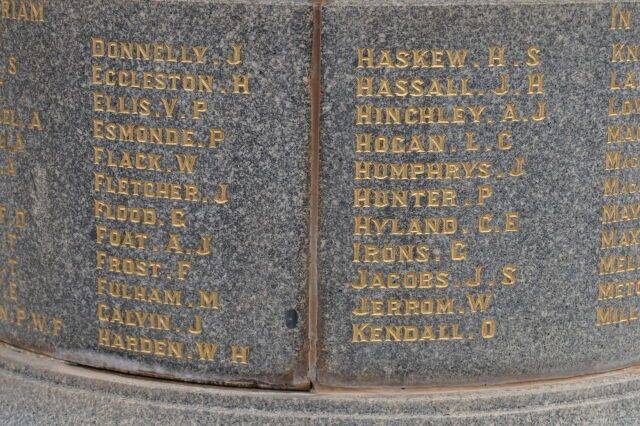 DONNELLY. J
ECCLESTON. H
ELLIS. V. P
ESMONDE. P
FLACK. W
FLETCHER. J
FLOOD. G
FOAT. A. J
FROST. F
FULHAM. M
GALVIN. J
HARDEN. W. H
HASKEW. H. S
HASSALL. J. H
HINCHLEY. A. J
HOGAN. L. C
HUMPHRYS. J
HUNTER. P
HYLAND. C. E
IRONS. G
JACOBS. J. S
JERROM. W
KENDALL. O